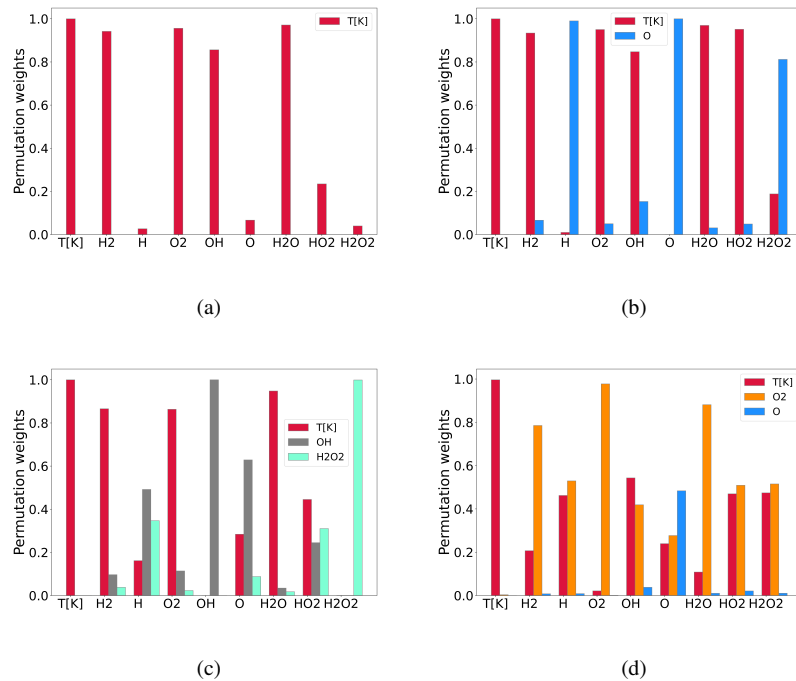 1.0
0.8
0.6
0.4
0.2
0.0
Permutation weights
T[K]
T[K] H2 H O2 OH O H2O HO2 H2O2
(a)
1.0
0.8
0.6
0.4
0.2
0.0
Permutation weights
T[K]
O
T[K] H2 H O2 OH O H2O HO2 H2O2
(b)
1.0
0.8
0.6
0.4
0.2
0.0
Permutation weights
T[K]
OH
H2O2
T[K] H2 H O2 OH O H2O HO2 H2O2
(c)
1.0
0.8
0.6
0.4
0.2
0.0
Permutation weights
T[K]
O2
O
T[K] H2 H O2 OH O H2O HO2 H2O2
(d)